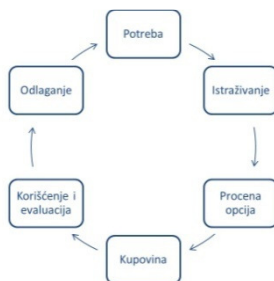 Potreba
Istraživanje
Procena
opcija
Kupovina
Korišćenje i
evaluacija
Odlaganje